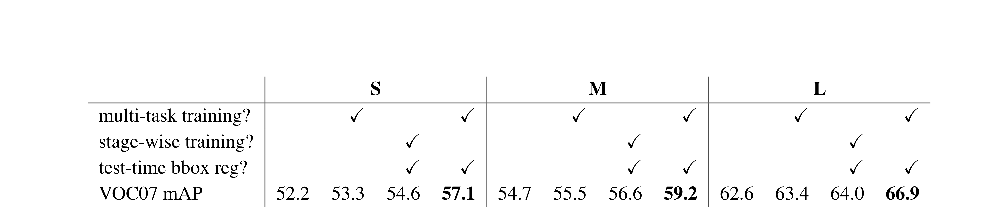 S M L
multi-task training? ✓ ✓ ✓ ✓ ✓ ✓
stage-wise training? ✓ ✓ ✓
test-time bbox reg? ✓ ✓ ✓ ✓ ✓ ✓
VOC07 mAP 52.2 53.3 54.6 57.1 54.7 55.5 56.6 59.2 62.6 63.4 64.0 66.9